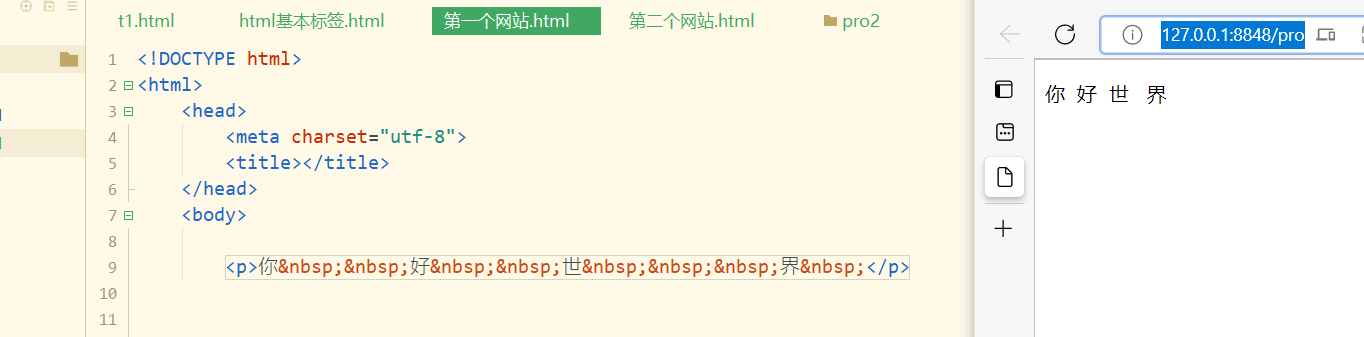 t1.html html基本标签.html 第一个网站.html 第二个网站.html pro2
1 <!DOCTYPE html>
2 <html>
3 <head>
4 <meta charset="utf-8">
5 <title></title>
6 </head>
7 <body>
8
9 <p>你&nbsp;&nbsp;好&nbsp;&nbsp;世&nbsp;&nbsp;&nbsp;界&nbsp;</p>
10
11
127.0.0.1:8848/pro
你 好 世 界